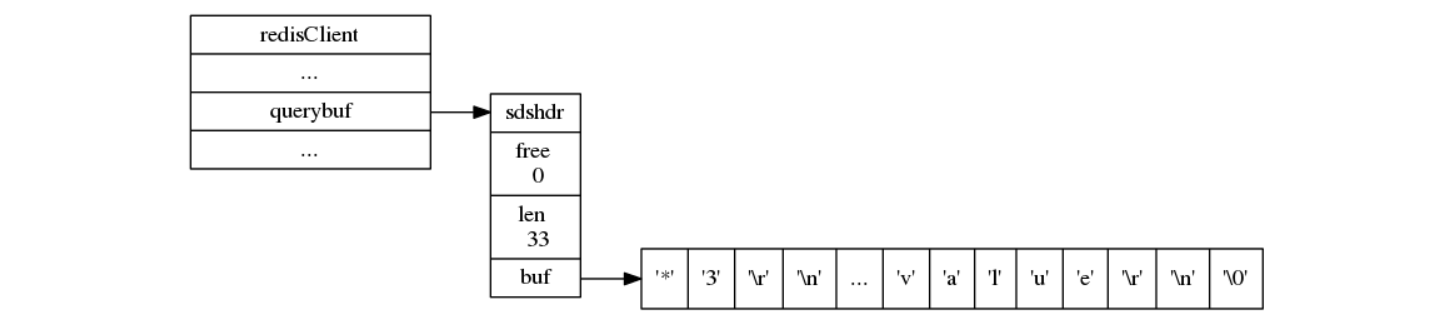 redisClient
...
querybuf
...
sdshdr
free
0
len
33
buf
'*' '3' '\r' '\n' ... 'v' 'a' 'l' 'u' 'e' '\r' '\n' '\0'